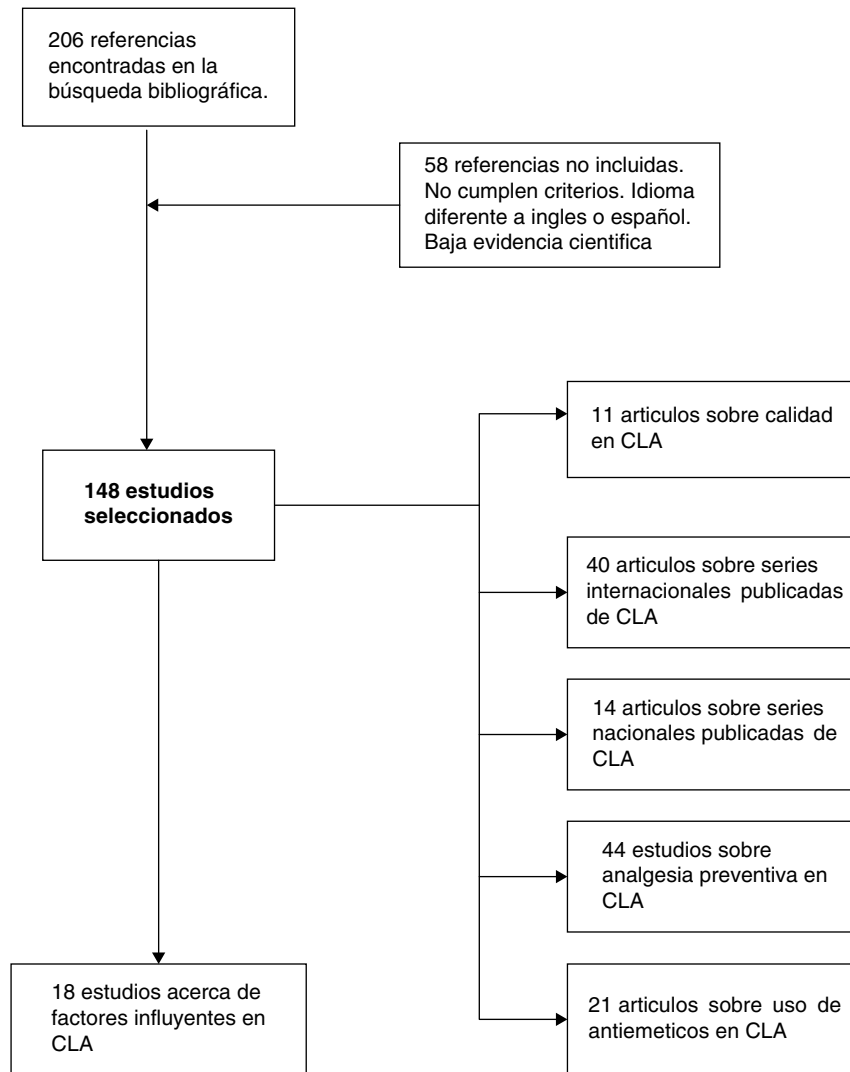 206 referencias
encontradas en la
búsqueda bibliográfica.
58 referencias no incluidas.
No cumplen criterios. Idioma
diferente a ingles o español.
Baja evidencia cientifica
148 estudios
seleccionados
11 articulos sobre calidad
en CLA
40 articulos sobre series
internacionales publicadas
de CLA
14 articulos sobre series
nacionales publicadas de
CLA
44 estudios sobre
analgesia preventiva en
CLA
21 articulos sobre uso de
antiemeticos en CLA
18 estudios acerca de
factores influyentes en
CLA